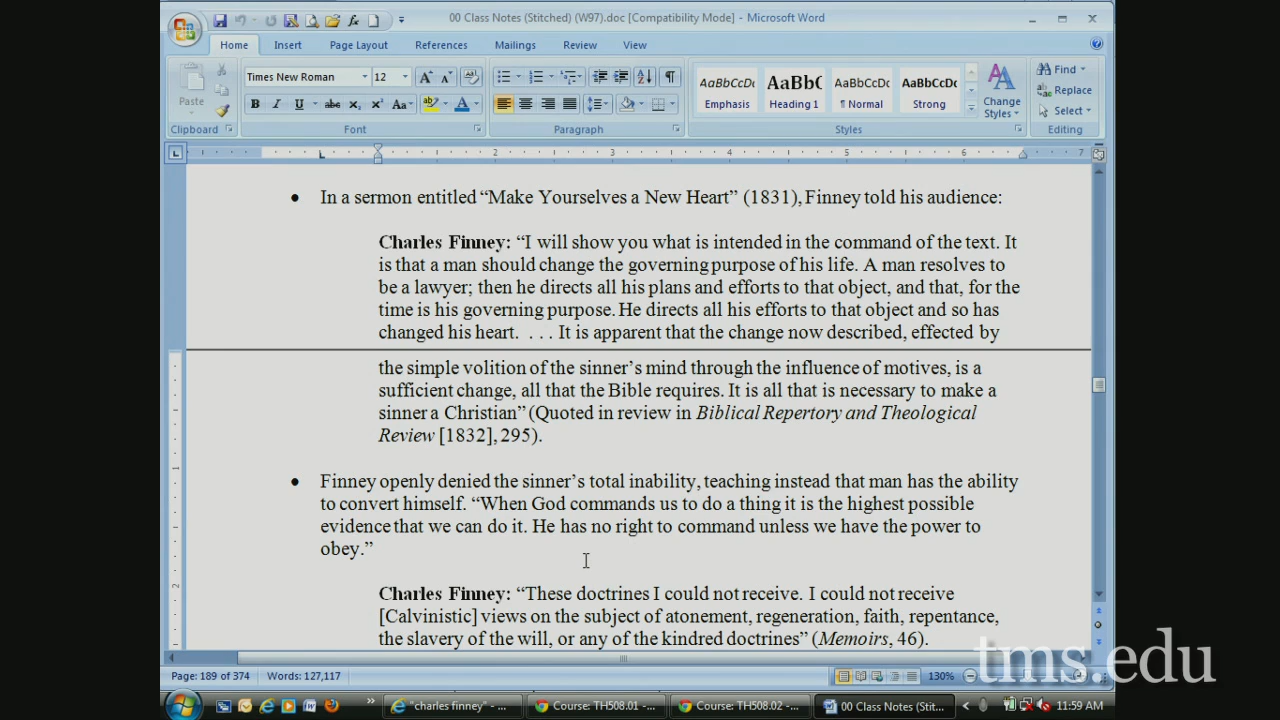 00 Class Notes (Stitched) (W97).doc [Compatibility Mode] - Microsoft Word
Home Insert Page Layout References Mailings Review View
Paste
Times New Roman 12
B I U abc x₂ x² Aa
AaBbCcDc AaBb( AaBbCcDc AaBbCcDc
Emphasis Heading 1 ¶ Normal Strong
Change Styles
Find
Replace
Select
Clipboard Font Paragraph Styles Editing
2 3 4 5 6 7
• In a sermon entitled “Make Yourselves a New Heart” (1831), Finney told his audience:
Charles Finney: “I will show you what is intended in the command of the text. It
is that a man should change the governing purpose of his life. A man resolves to
be a lawyer; then he directs all his plans and efforts to that object, and that, for the
time is his governing purpose. He directs all his efforts to that object and so has
changed his heart. . . . It is apparent that the change now described, effected by
the simple volition of the sinner’s mind through the influence of motives, is a
sufficient change, all that the Bible requires. It is all that is necessary to make a
sinner a Christian” (Quoted in review in Biblical Repertory and Theological
Review [1832], 295).
• Finney openly denied the sinner’s total inability, teaching instead that man has the ability
to convert himself. “When God commands us to do a thing it is the highest possible
evidence that we can do it. He has no right to command unless we have the power to
obey.”
Charles Finney: “These doctrines I could not receive. I could not receive
[Calvinistic] views on the subject of atonement, regeneration, faith, repentance,
the slavery of the will, or any of the kindred doctrines” (Memoirs, 46).
tms.edu
Page: 189 of 374 Words: 127,117 130%
"charles finney" - ... Course: TH508.01 -... Course: TH508.02 -... 00 Class Notes (Stit... 11:59 AM